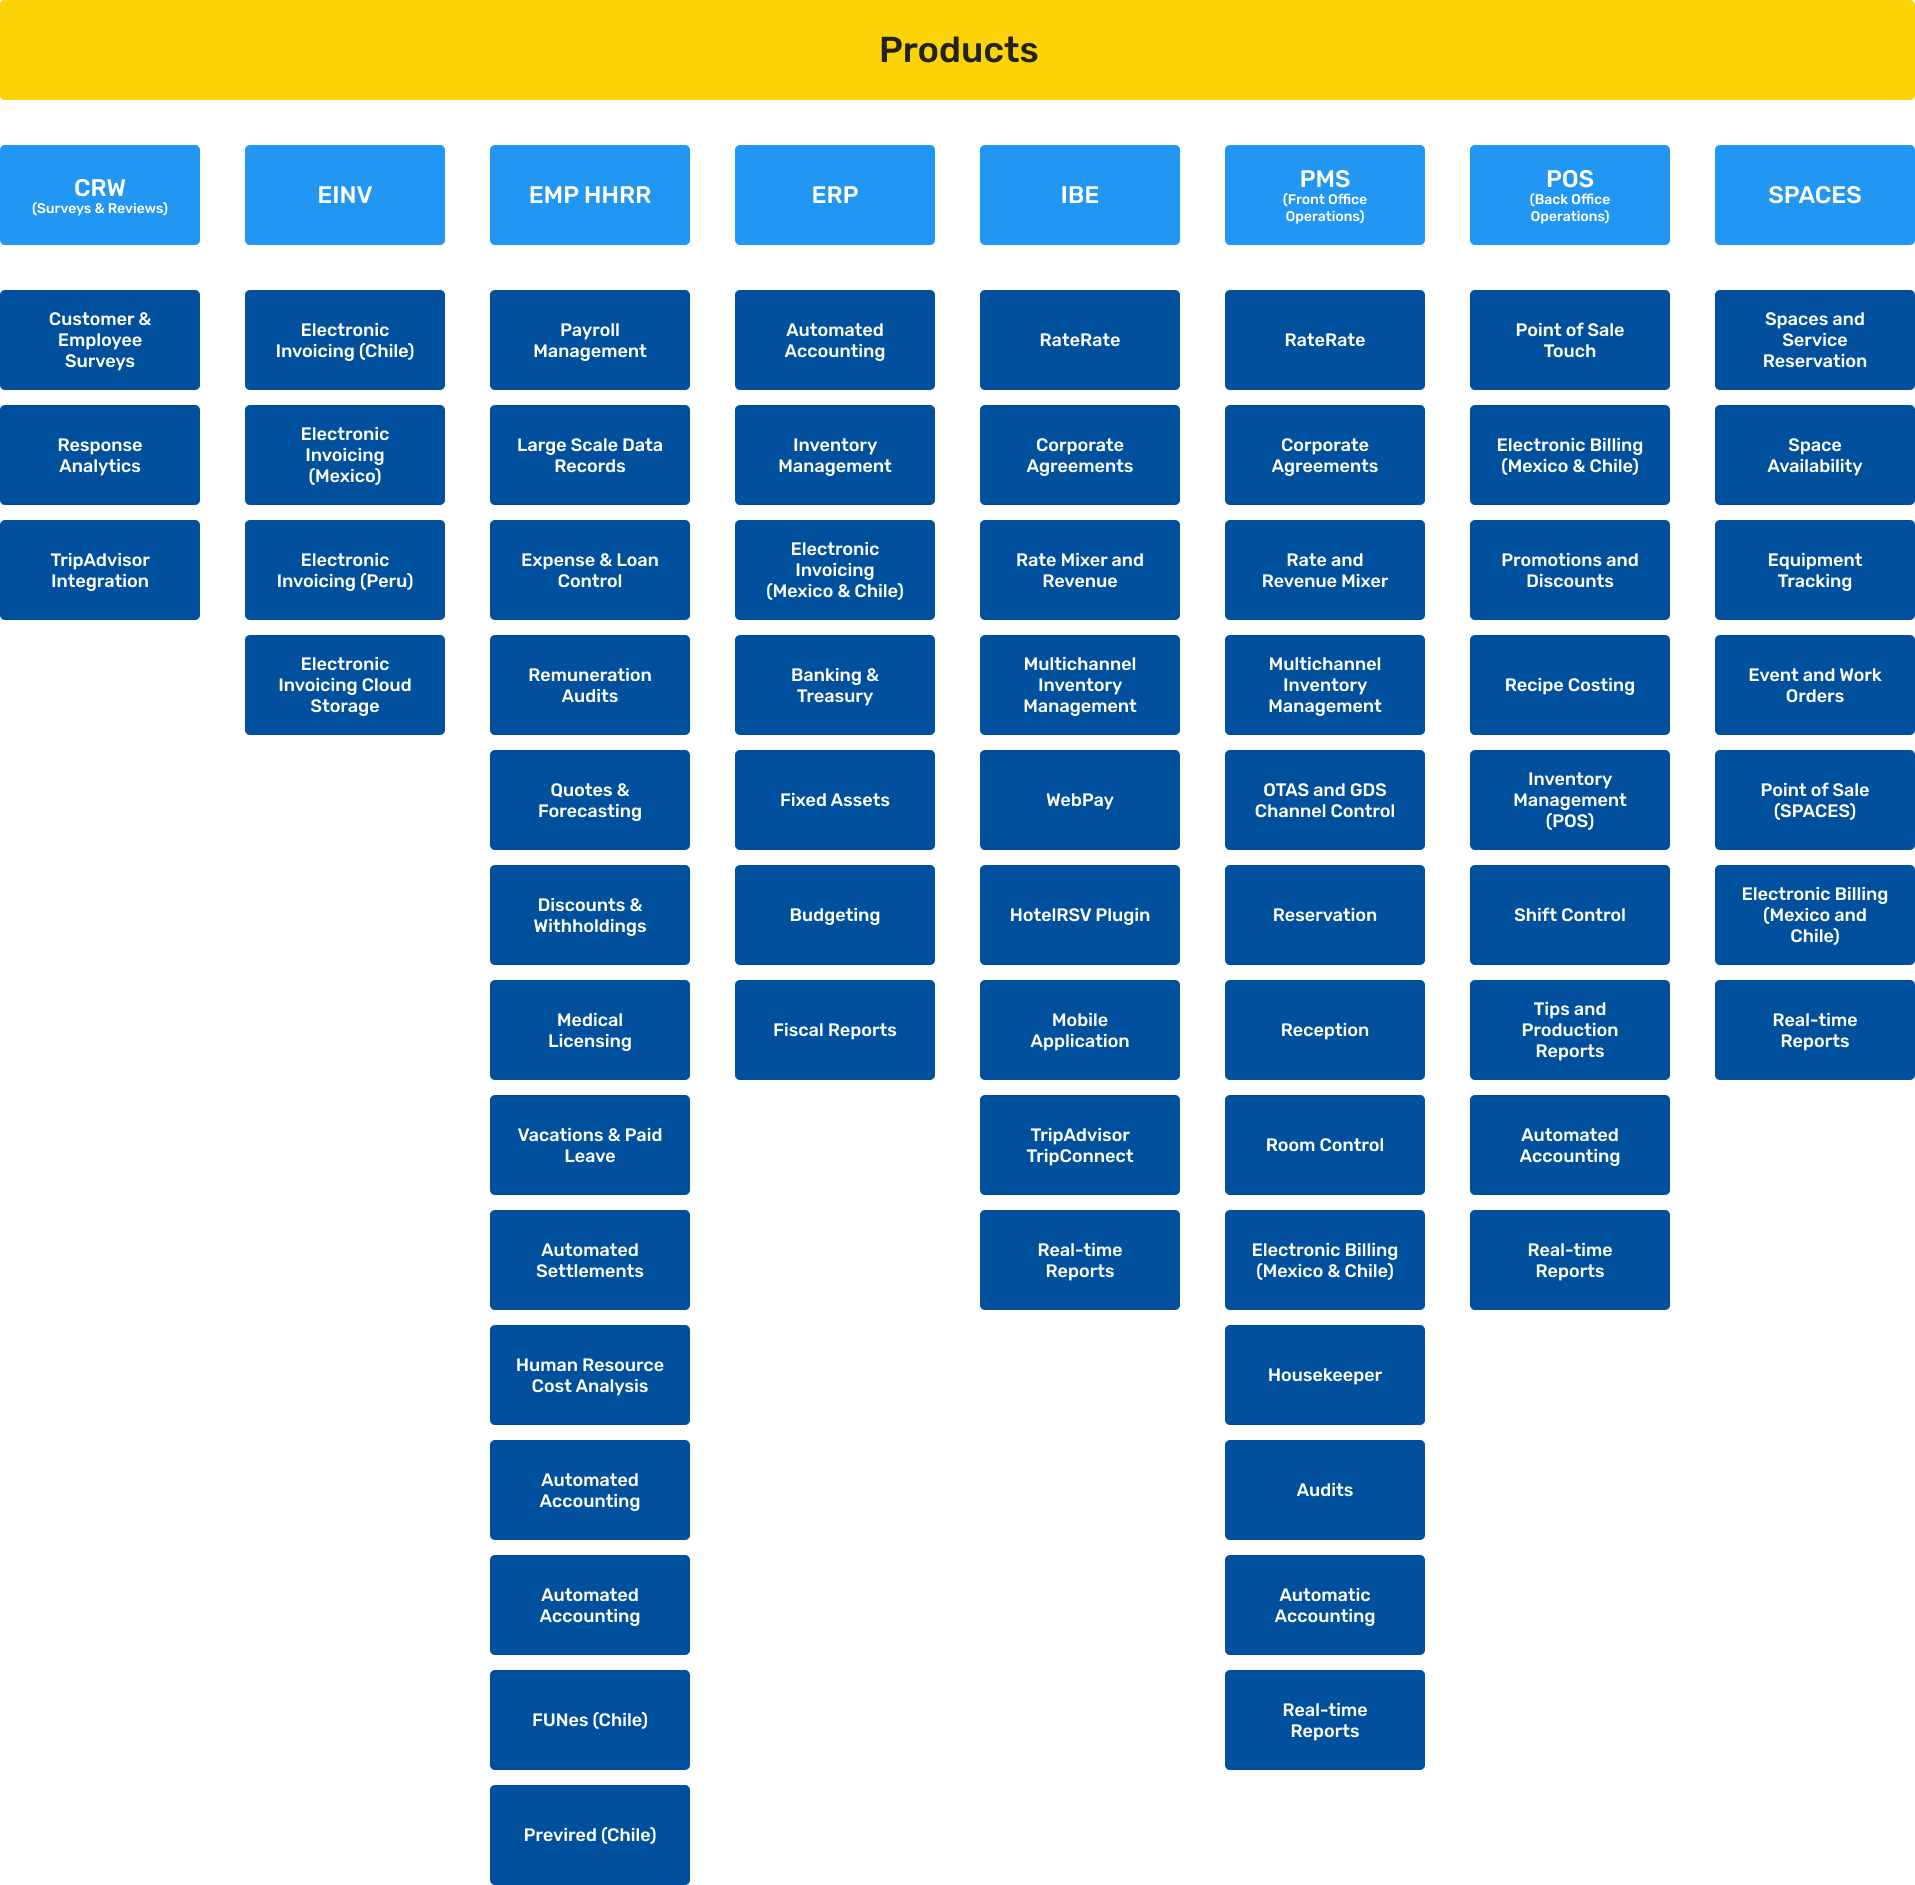 Products
CRW
(Surveys & Reviews)
EINV
EMP HHRR
ERP
IBE
PMS
(Front Office
Operations)
POS
(Back Office
Operations)
SPACES
Customer &
Employee
Surveys
Response
Analytics
TripAdvisor
Integration
Electronic
Invoicing (Chile)
Electronic
Invoicing
(Mexico)
Electronic
Invoicing (Peru)
Electronic
Invoicing Cloud
Storage
Payroll
Management
Large Scale Data
Records
Expense & Loan
Control
Remuneration
Audits
Quotes &
Forecasting
Discounts &
Withholdings
Medical
Licensing
Vacations & Paid
Leave
Automated
Settlements
Human Resource
Cost Analysis
Automated
Accounting
Automated
Accounting
FUNes (Chile)
Previred (Chile)
Automated
Accounting
Inventory
Management
Electronic
Invoicing
(Mexico & Chile)
Banking &
Treasury
Fixed Assets
Budgeting
Fiscal Reports
RateRate
Corporate
Agreements
Rate Mixer and
Revenue
Multichannel
Inventory
Management
WebPay
HotelRSV Plugin
Mobile
Application
TripAdvisor
TripConnect
Real-time
Reports
RateRate
Corporate
Agreements
Rate and
Revenue Mixer
Multichannel
Inventory
Management
OTAS and GDS
Channel Control
Reservation
Reception
Room Control
Electronic Billing
(Mexico & Chile)
Housekeeper
Audits
Automatic
Accounting
Real-time
Reports
Point of Sale
Touch
Electronic Billing
(Mexico & Chile)
Promotions and
Discounts
Recipe Costing
Inventory
Management
(POS)
Shift Control
Tips and
Production
Reports
Automated
Accounting
Real-time
Reports
Spaces and
Service
Reservation
Space
Availability
Equipment
Tracking
Event and Work
Orders
Point of Sale
(SPACES)
Electronic Billing
(Mexico and
Chile)
Real-time
Reports